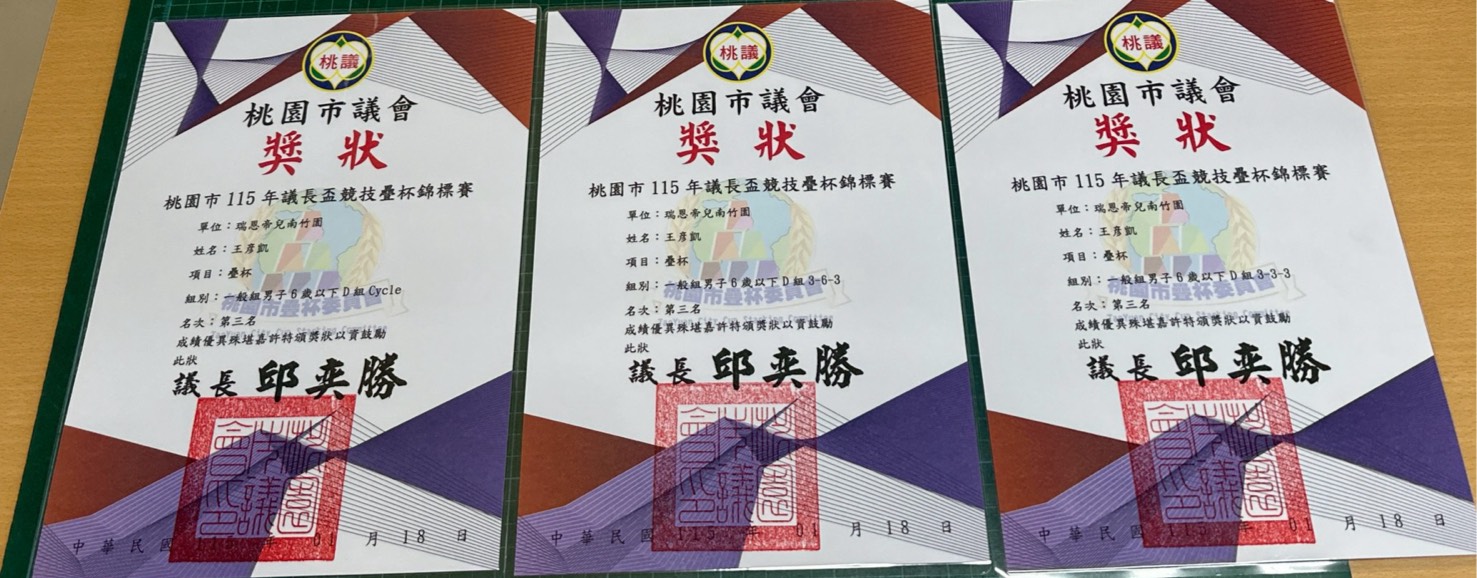 桃議
桃園市議會
獎狀
桃園市115年議長盃競技疊杯錦標賽
單位：瑞思帝兒南竹園
姓名：王彥凱
項目：疊杯
組別：一般組男子6歲以下D組Cycle
名次：第三名
成績優異殊堪嘉許特頒獎狀以資鼓勵
此狀
議長 邱奕勝
中華民國 115 年 01 月 18 日
桃議
桃園市議會
獎狀
桃園市115年議長盃競技疊杯錦標賽
單位：瑞思帝兒南竹園
姓名：王彥凱
項目：疊杯
組別：一般組男子6歲以下D組3-6-3
名次：第三名
成績優異殊堪嘉許特頒獎狀以資鼓勵
此狀
議長 邱奕勝
中華民國 115 年 01 月 18 日
桃議
桃園市議會
獎狀
桃園市115年議長盃競技疊杯錦標賽
單位：瑞思帝兒南竹園
姓名：王彥凱
項目：疊杯
組別：一般組男子6歲以下D組3-3-3
名次：第三名
成績優異殊堪嘉許特頒獎狀以資鼓勵
此狀
議長 邱奕勝
中華民國 115 年 01 月 18 日